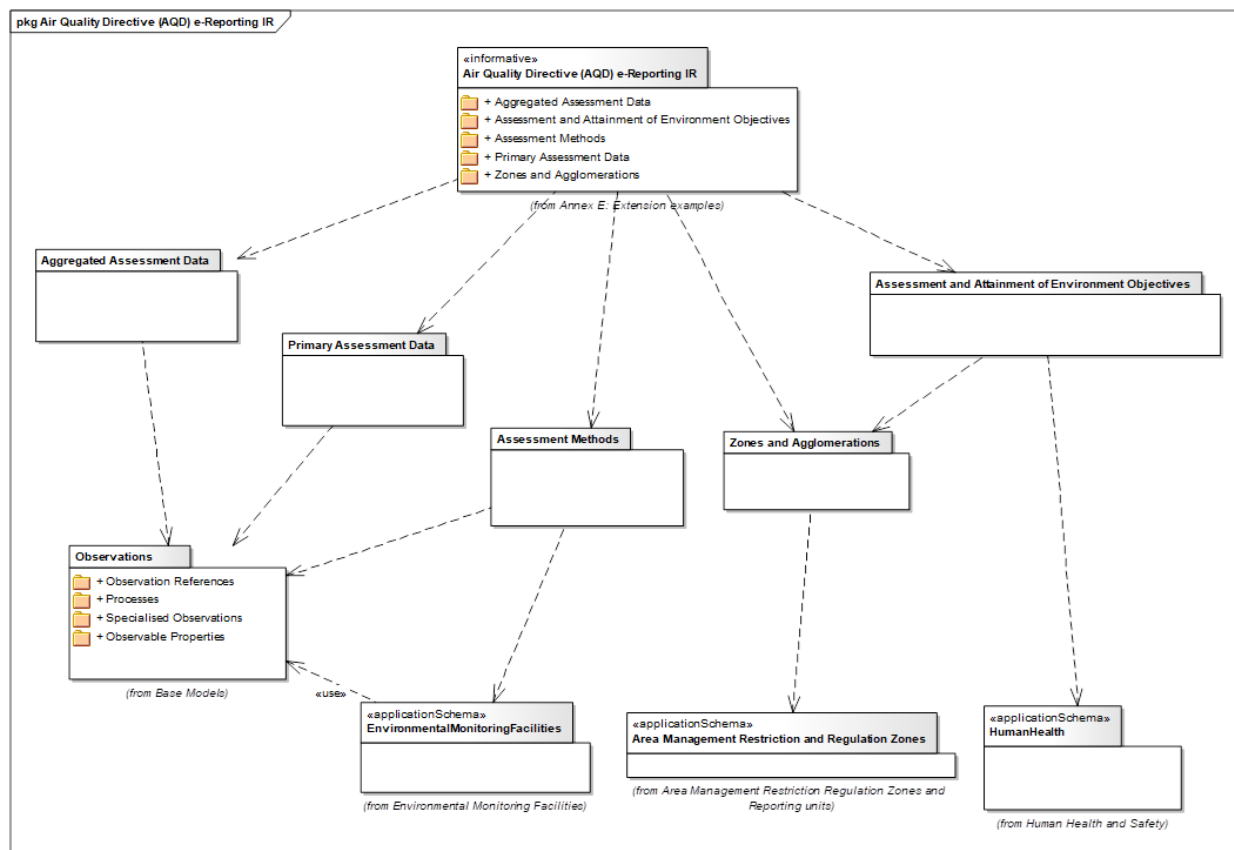 pkg Air Quality Directive (AQD) e-Reporting IR
«informative»
Air Quality Directive (AQD) e-Reporting IR
+ Aggregated Assessment Data
+ Assessment and Attainment of Environment Objectives
+ Assessment Methods
+ Primary Assessment Data
+ Zones and Agglomerations
(from Annex E: Extension examples)
Aggregated Assessment Data
Assessment and Attainment of Environment Objectives
Primary Assessment Data
Assessment Methods
Zones and Agglomerations
Observations
+ Observation References
+ Processes
+ Specialised Observations
+ Observable Properties
(from Base Models)
«use»
«applicationSchema»
EnvironmentalMonitoringFacilities
(from Environmental Monitoring Facilities)
«applicationSchema»
Area Management Restriction and Regulation Zones
(from Area Management Restriction Regulation Zones and
Reporting units)
«applicationSchema»
HumanHealth
(from Human Health and Safety)